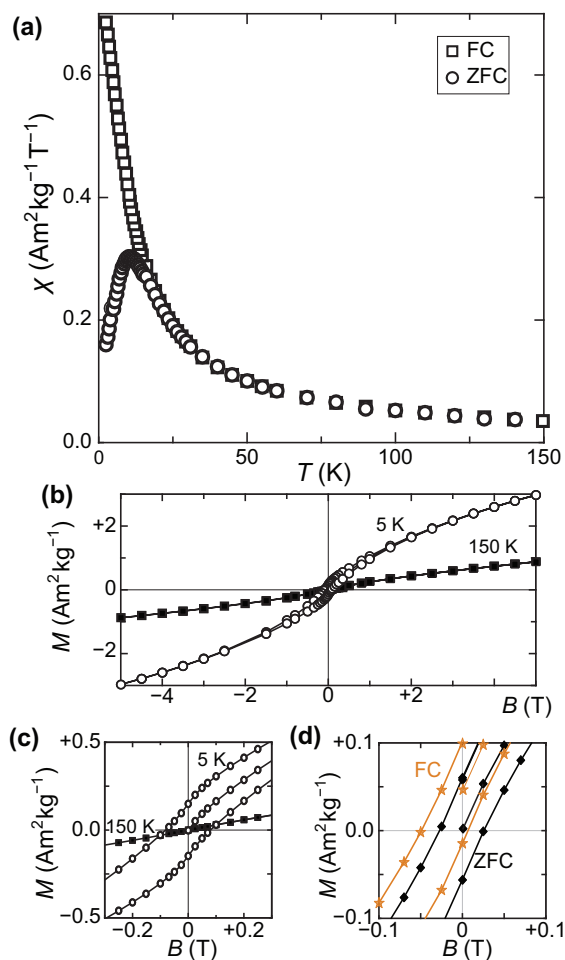 (a)
FC
ZFC
χ (Am²kg⁻¹T⁻¹)
0.6
0.4
0.2
0.0
0 50 100 150
T (K)
(b)
M (Am²kg⁻¹)
+2
0
−2
5 K
150 K
−4 −2 0 +2
B (T)
(c)
M (Am²kg⁻¹)
+0.5
0.0
−0.5
5 K
150 K
−0.2 0 +0.2
B (T)
(d)
M (Am²kg⁻¹)
+0.1
0.0
−0.1
FC
ZFC
−0.1 0 +0.1
B (T)